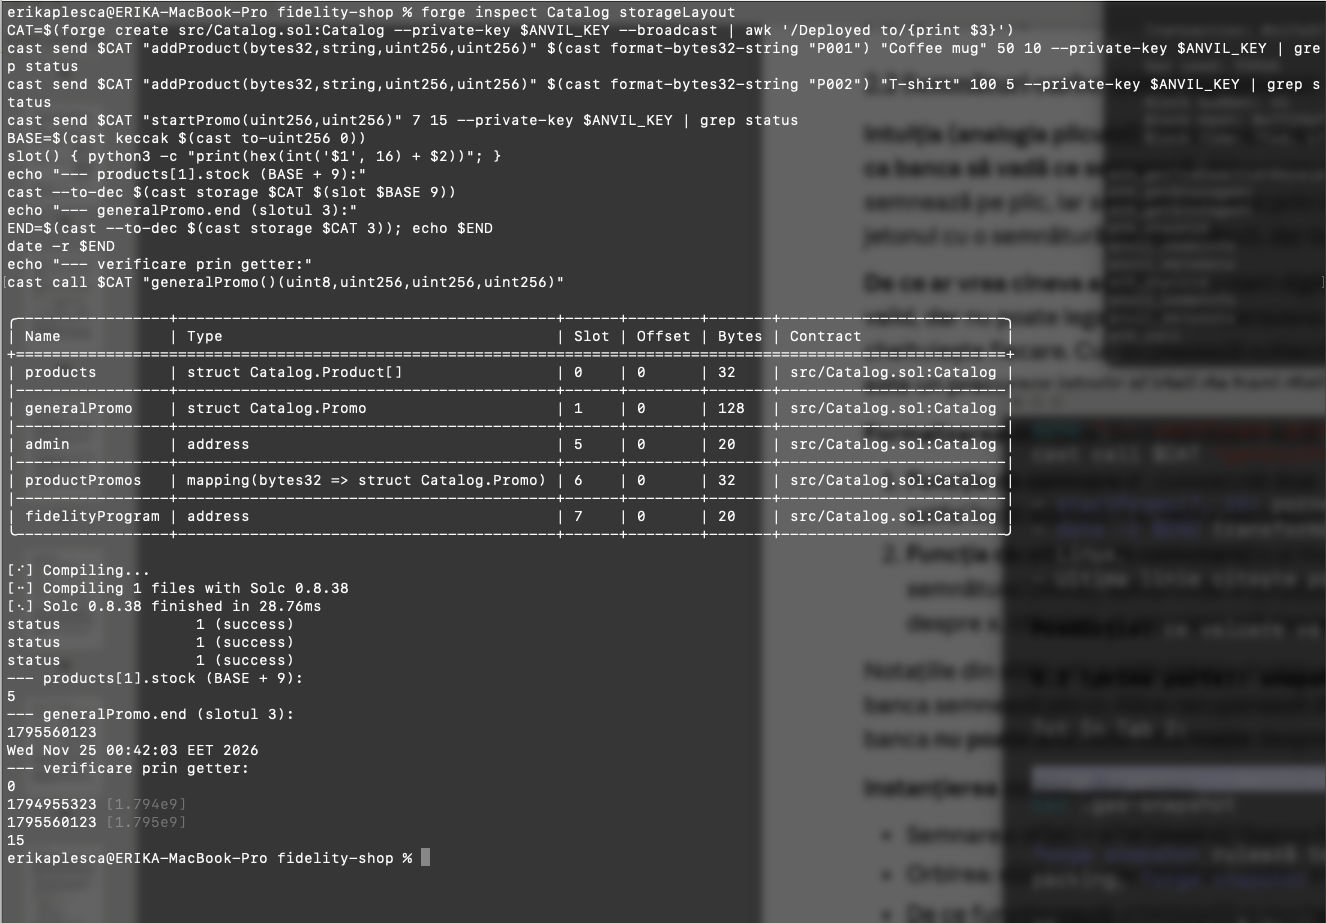 erikaplesca@ERIKA-MacBook-Pro fidelity-shop % forge inspect Catalog storageLayout
CAT=$(forge create src/Catalog.sol:Catalog --private-key $ANVIL_KEY --broadcast | awk '/Deployed to/{print $3}')
cast send $CAT "addProduct(bytes32,string,uint256,uint256)" $(cast format-bytes32-string "P001") "Coffee mug" 50 10 --private-key $ANVIL_KEY | gre
p status
cast send $CAT "addProduct(bytes32,string,uint256,uint256)" $(cast format-bytes32-string "P002") "T-shirt" 100 5 --private-key $ANVIL_KEY | grep s
tatus
cast send $CAT "startPromo(uint256,uint256)" 7 15 --private-key $ANVIL_KEY | grep status
BASE=$(cast keccak $(cast to-uint256 0))
slot() { python3 -c "print(hex(int('$1', 16) + $2))"; }
echo "--- products[1].stock (BASE + 9):"
cast --to-dec $(cast storage $CAT $(slot $BASE 9))
echo "--- generalPromo.end (slotul 3):"
END=$(cast --to-dec $(cast storage $CAT 3)); echo $END
date -r $END
echo "--- verificare prin getter:"
cast call $CAT "generalPromo()(uint8,uint256,uint256,uint256)"
| Name | Type | Slot | Offset | Bytes | Contract |
| products | struct Catalog.Product[] | 0 | 0 | 32 | src/Catalog.sol:Catalog |
| generalPromo | struct Catalog.Promo | 1 | 0 | 128 | src/Catalog.sol:Catalog |
| admin | address | 5 | 0 | 20 | src/Catalog.sol:Catalog |
| productPromos | mapping(bytes32 => struct Catalog.Promo) | 6 | 0 | 32 | src/Catalog.sol:Catalog |
| fidelityProgram | address | 7 | 0 | 20 | src/Catalog.sol:Catalog |
[⠊] Compiling...
[⠒] Compiling 1 files with Solc 0.8.38
[⠢] Solc 0.8.38 finished in 28.76ms
status 1 (success)
status 1 (success)
status 1 (success)
--- products[1].stock (BASE + 9):
5
--- generalPromo.end (slotul 3):
1795560123
Wed Nov 25 00:42:03 EET 2026
--- verificare prin getter:
0
1794955323 [1.794e9]
1795560123 [1.795e9]
15
erikaplesca@ERIKA-MacBook-Pro fidelity-shop %